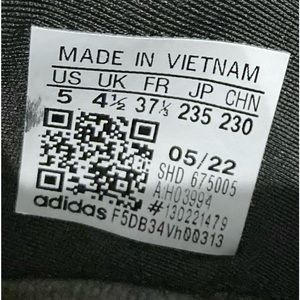 MADE IN VIETNAM
US UK FR JP CHN
5 4½ 37⅓ 235 230
05/22
SHD 675005
A:H03994
#130221479
adidas F5DB34Vh00313